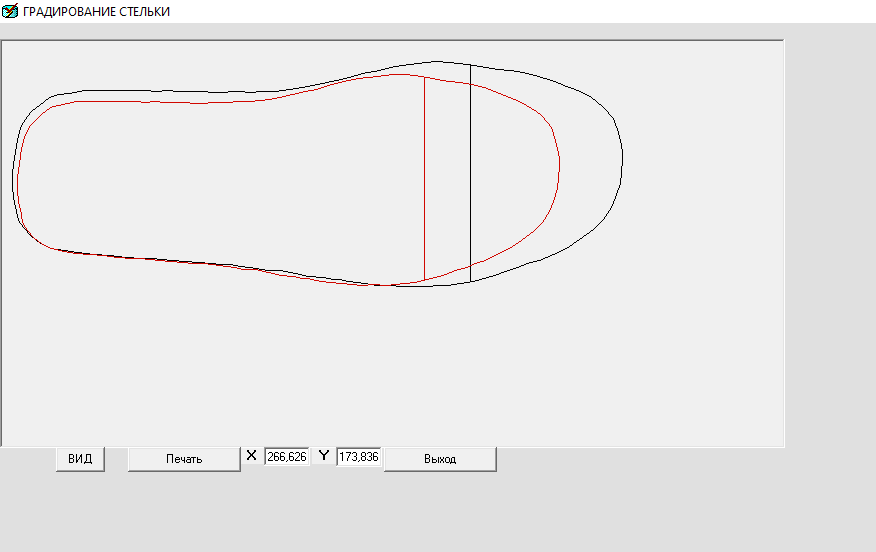 ГРАДИРОВАНИЕ СТЕЛЬКИ
ВИД Печать X 266,626 Y 173,836 Выход